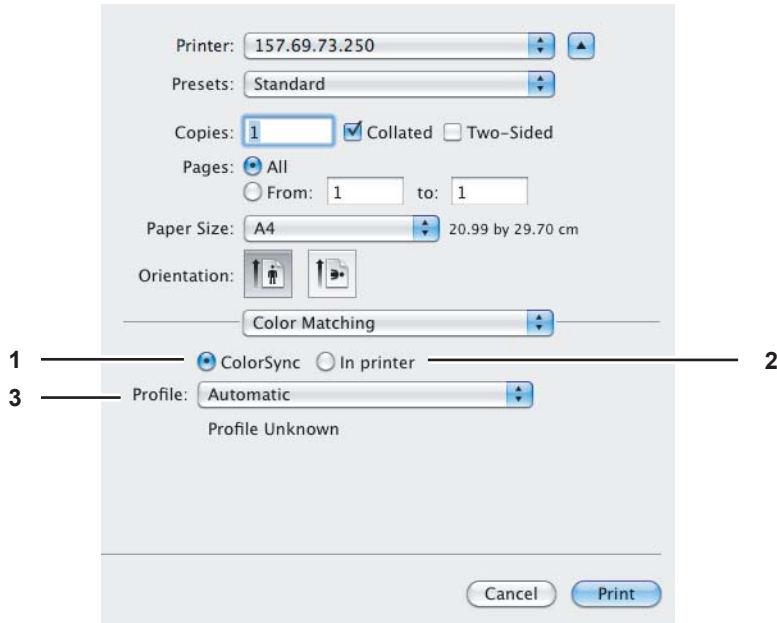 Printer: 157.69.73.250
Presets: Standard
Copies: 1 Collated Two-Sided
Pages: All
From: 1 to: 1
Paper Size: A4 20.99 by 29.70 cm
Orientation:
Color Matching
1 ColorSync In printer 2
3 Profile: Automatic
Profile Unknown
Cancel Print